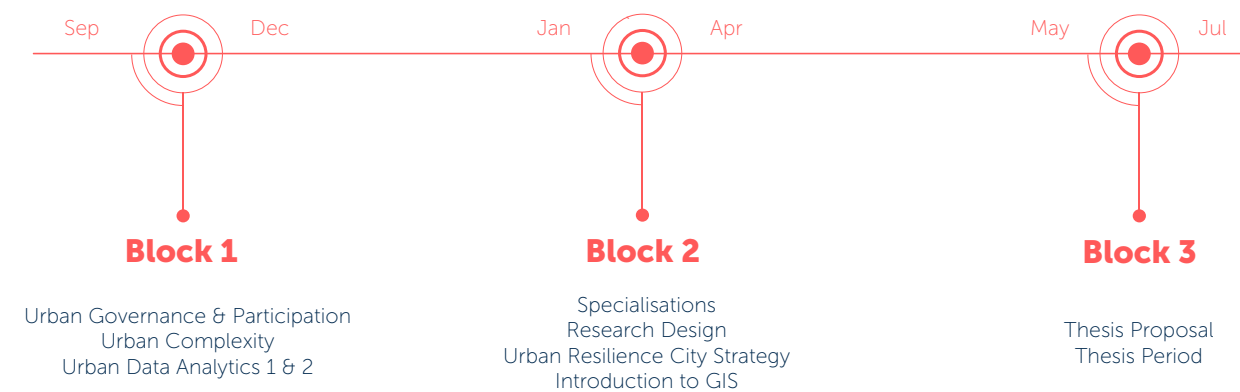 Sep
Dec
Jan
Apr
May
Jul
Block 1
Urban Governance & Participation
Urban Complexity
Urban Data Analytics 1 & 2
Block 2
Specialisations
Research Design
Urban Resilience City Strategy
Introduction to GIS
Block 3
Thesis Proposal
Thesis Period